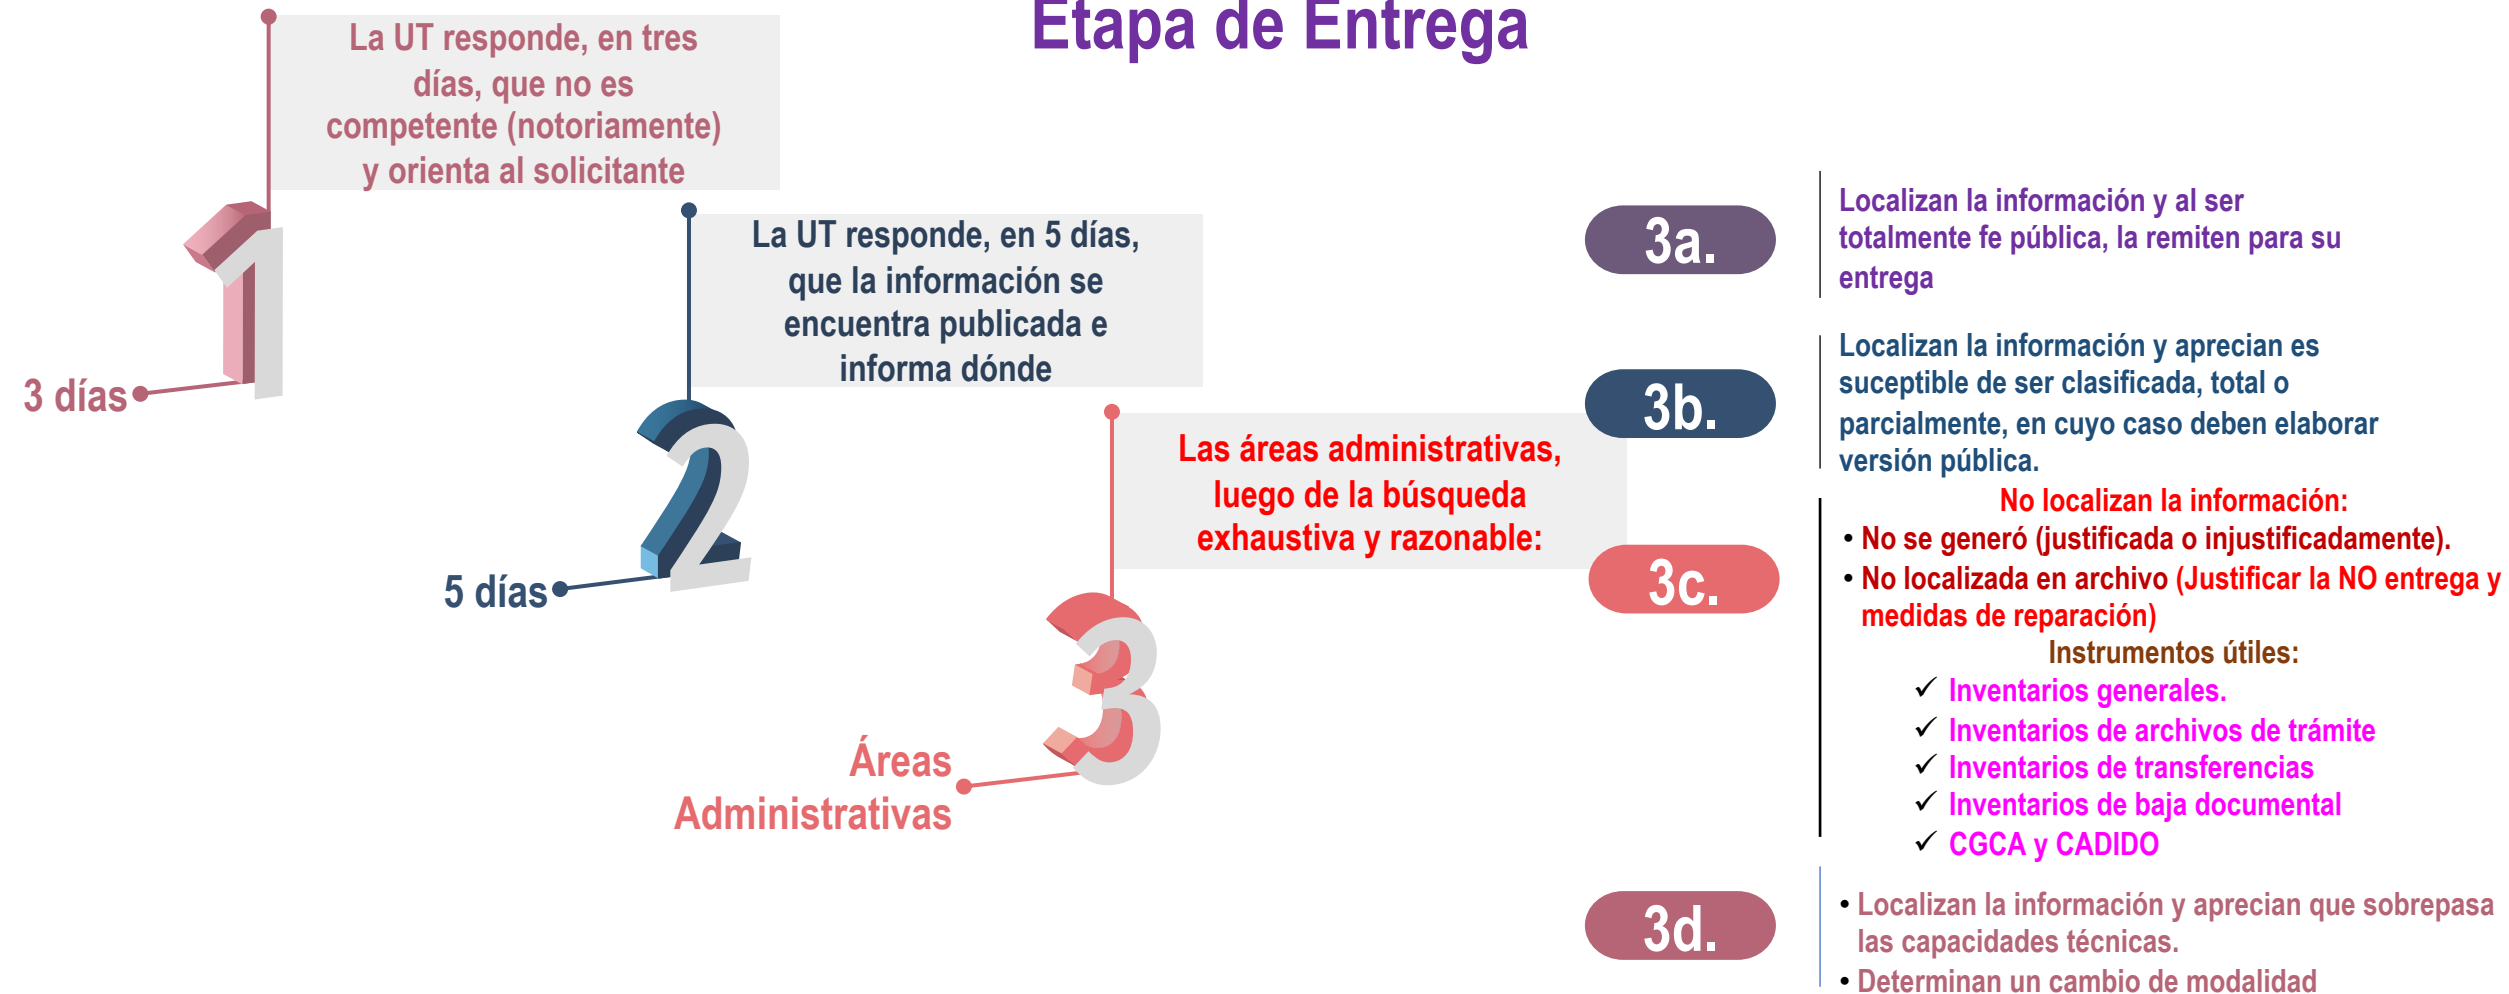 Etapa de Entrega
La UT responde, en tres
días, que no es
competente (notoriamente)
y orienta al solicitante
1
3 días
La UT responde, en 5 días,
que la información se
encuentra publicada e
informa dónde
2
5 días
Las áreas administrativas,
luego de la búsqueda
exhaustiva y razonable:
3
Áreas
Administrativas
3a.
Localizan la información y al ser
totalmente fe pública, la remiten para su
entrega
3b.
Localizan la información y aprecian es
suceptible de ser clasificada, total o
parcialmente, en cuyo caso deben elaborar
versión pública.
3c.
No localizan la información:
• No se generó (justificada o injustificadamente).
• No localizada en archivo (Justificar la NO entrega y
medidas de reparación)
Instrumentos útiles:
✓ Inventarios generales.
✓ Inventarios de archivos de trámite
✓ Inventarios de transferencias
✓ Inventarios de baja documental
✓ CGCA y CADIDO
3d.
• Localizan la información y aprecian que sobrepasa
las capacidades técnicas.
• Determinan un cambio de modalidad